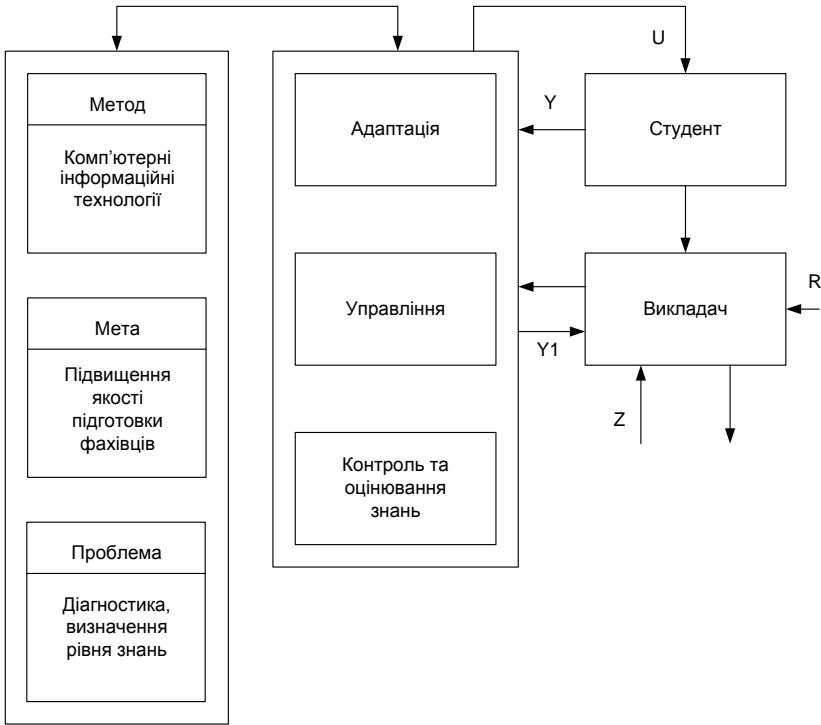 Метод
Комп’ютерні
інформаційні
технології
Мета
Підвищення
якості
підготовки
фахівців
Проблема
Діагностика,
визначення
рівня знань
Адаптація
Управління
Контроль та
оцінювання
знань
U
Y
Студент
Викладач
R
Y1
Z